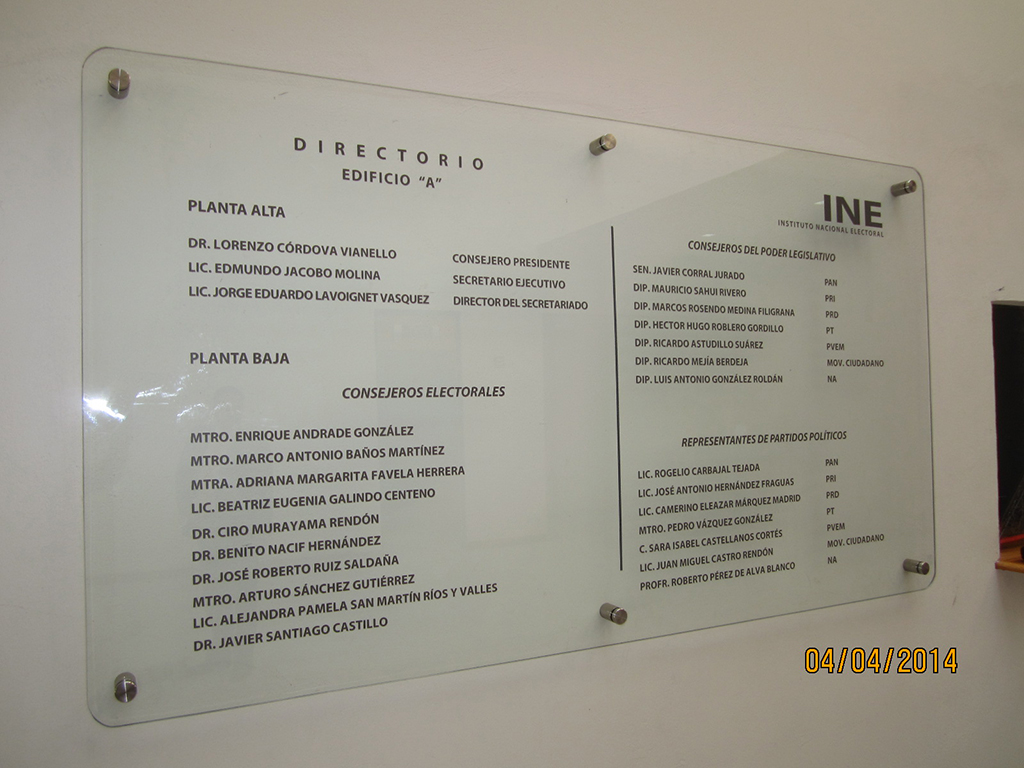 DIRECTORIO
EDIFICIO "A"
PLANTA ALTA
DR. LORENZO CÓRDOVA VIANELLO CONSEJERO PRESIDENTE
LIC. EDMUNDO JACOBO MOLINA SECRETARIO EJECUTIVO
LIC. JORGE EDUARDO LAVOIGNET VASQUEZ DIRECTOR DEL SECRETARIADO
PLANTA BAJA
CONSEJEROS ELECTORALES
MTRO. ENRIQUE ANDRADE GONZÁLEZ
MTRO. MARCO ANTONIO BAÑOS MARTÍNEZ
MTRA. ADRIANA MARGARITA FAVELA HERRERA
LIC. BEATRIZ EUGENIA GALINDO CENTENO
DR. CIRO MURAYAMA RENDÓN
DR. BENITO NACIF HERNÁNDEZ
DR. JOSÉ ROBERTO RUIZ SALDAÑA
MTRO. ARTURO SÁNCHEZ GUTIÉRREZ
LIC. ALEJANDRA PAMELA SAN MARTÍN RÍOS Y VALLES
DR. JAVIER SANTIAGO CASTILLO
INE
INSTITUTO NACIONAL ELECTORAL
CONSEJEROS DEL PODER LEGISLATIVO
SEN. JAVIER CORRAL JURADO PAN
DIP. MAURICIO SAHUI RIVERO PRI
DIP. MARCOS ROSENDO MEDINA FILIGRANA PRD
DIP. HECTOR HUGO ROBLERO GORDILLO PT
DIP. RICARDO ASTUDILLO SUÁREZ PVEM
DIP. RICARDO MEJÍA BERDEJA MOV. CIUDADANO
DIP. LUIS ANTONIO GONZÁLEZ ROLDÁN NA
REPRESENTANTES DE PARTIDOS POLÍTICOS
LIC. ROGELIO CARBAJAL TEJADA PAN
LIC. JOSÉ ANTONIO HERNÁNDEZ FRAGUAS PRI
LIC. CAMERINO ELEAZAR MÁRQUEZ MADRID PRD
MTRO. PEDRO VÁZQUEZ GONZÁLEZ PT
C. SARA ISABEL CASTELLANOS CORTÉS PVEM
LIC. JUAN MIGUEL CASTRO RENDÓN MOV. CIUDADANO
PROFR. ROBERTO PÉREZ DE ALVA BLANCO NA
04/04/2014